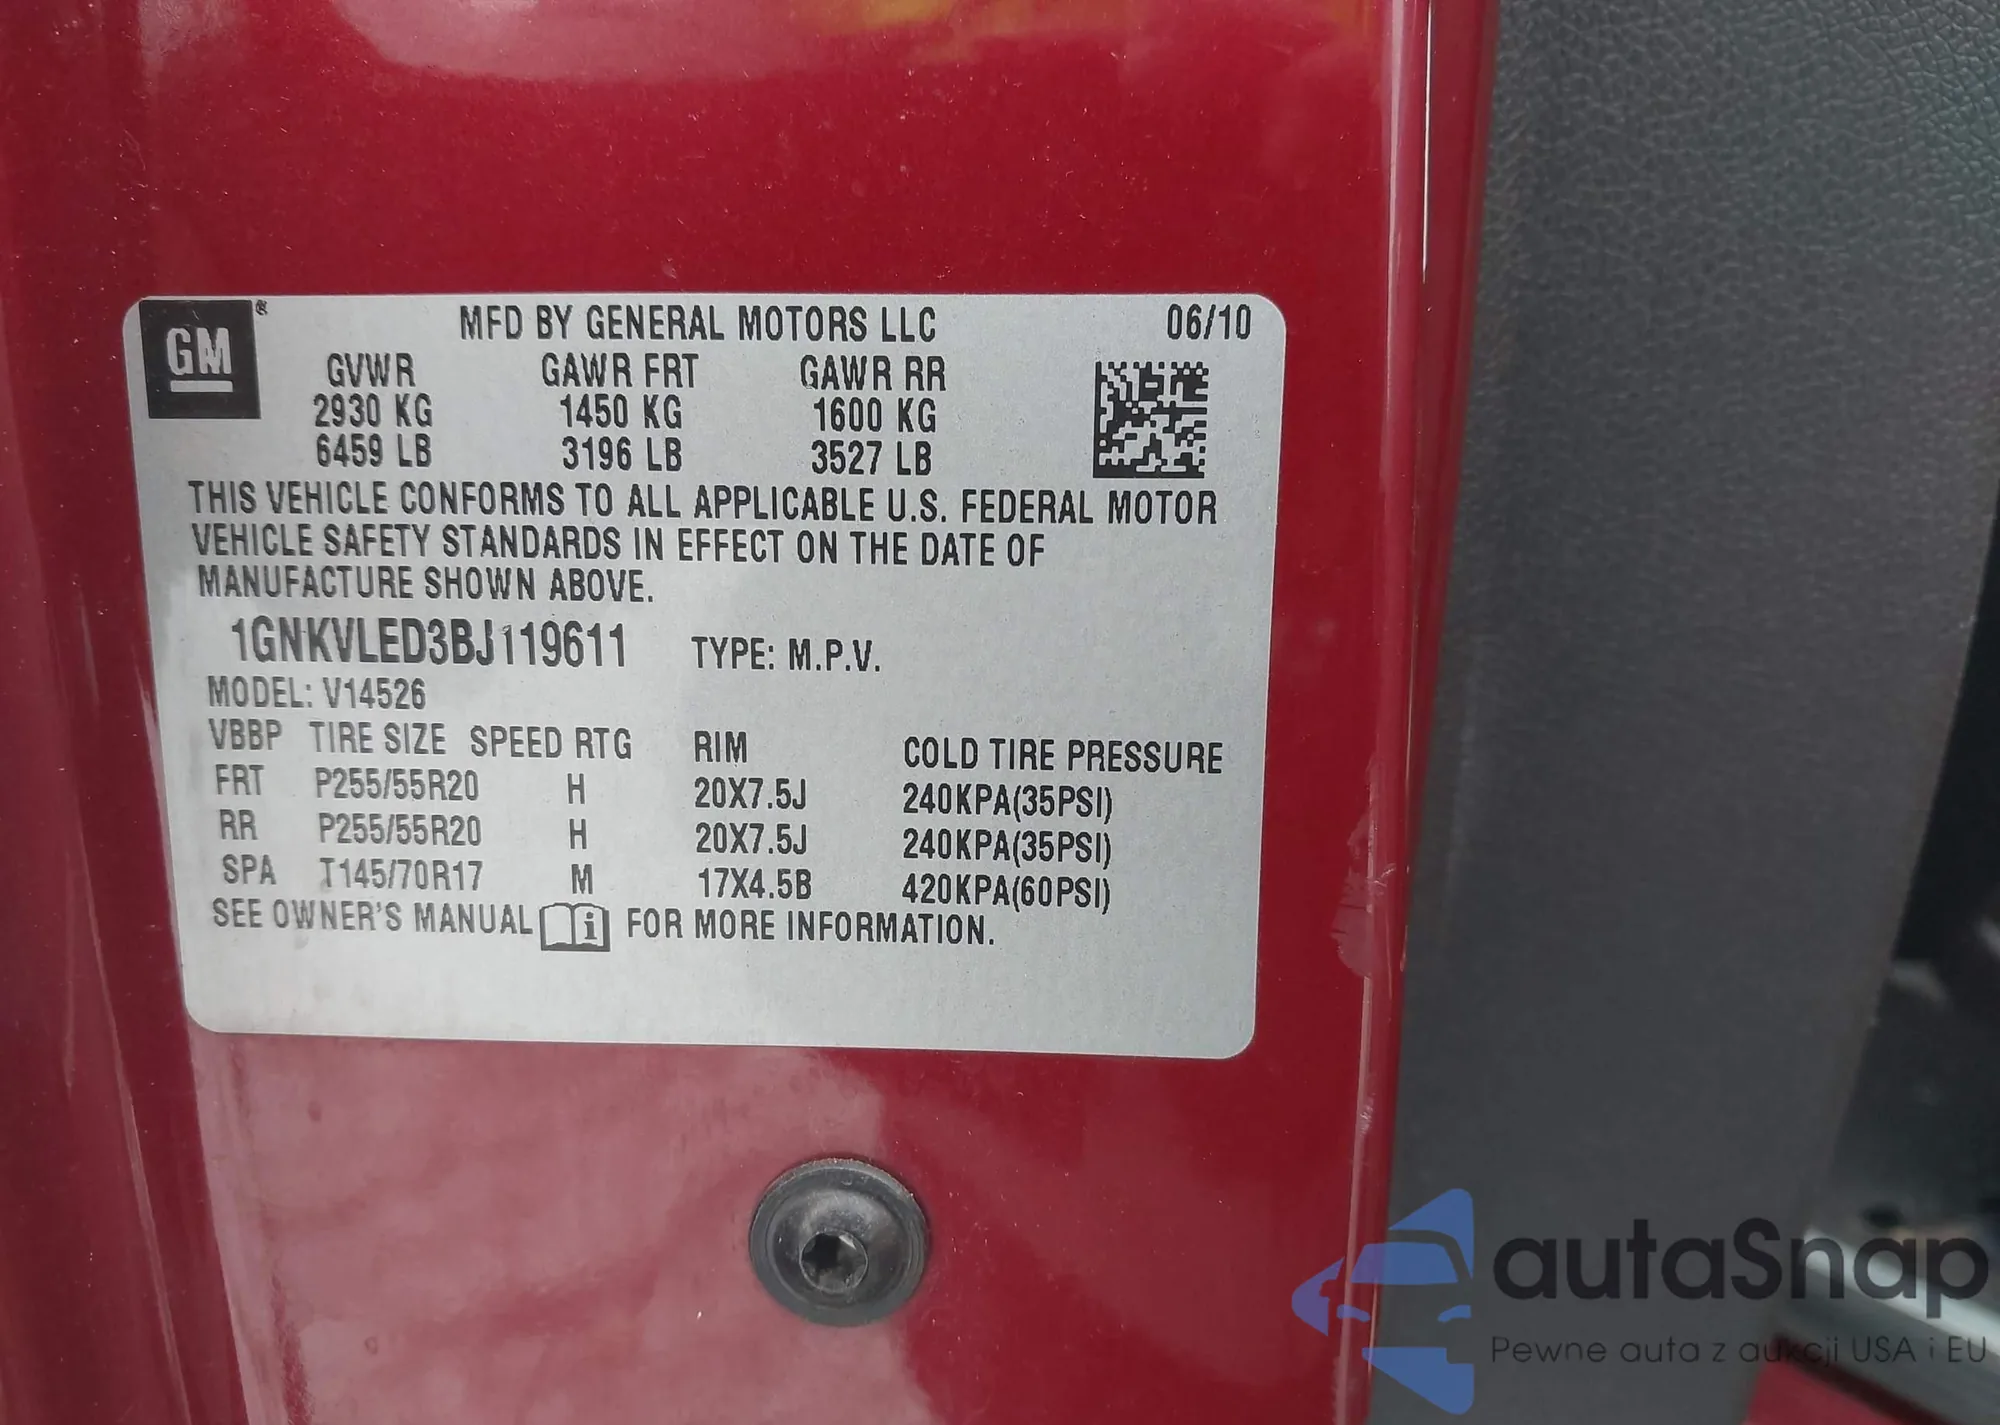 GM®
MFD BY GENERAL MOTORS LLC 06/10
GVWR GAWR FRT GAWR RR
2930 KG 1450 KG 1600 KG
6459 LB 3196 LB 3527 LB
THIS VEHICLE CONFORMS TO ALL APPLICABLE U.S. FEDERAL MOTOR
VEHICLE SAFETY STANDARDS IN EFFECT ON THE DATE OF
MANUFACTURE SHOWN ABOVE.
1GNKVLED3BJ119611 TYPE: M.P.V.
MODEL: V14526
VBBP TIRE SIZE SPEED RTG RIM COLD TIRE PRESSURE
FRT P255/55R20 H 20X7.5J 240KPA(35PSI)
RR P255/55R20 H 20X7.5J 240KPA(35PSI)
SPA T145/70R17 M 17X4.5B 420KPA(60PSI)
SEE OWNER'S MANUAL i FOR MORE INFORMATION.
autaSnap
Pewne auta z aukcji USA i EU